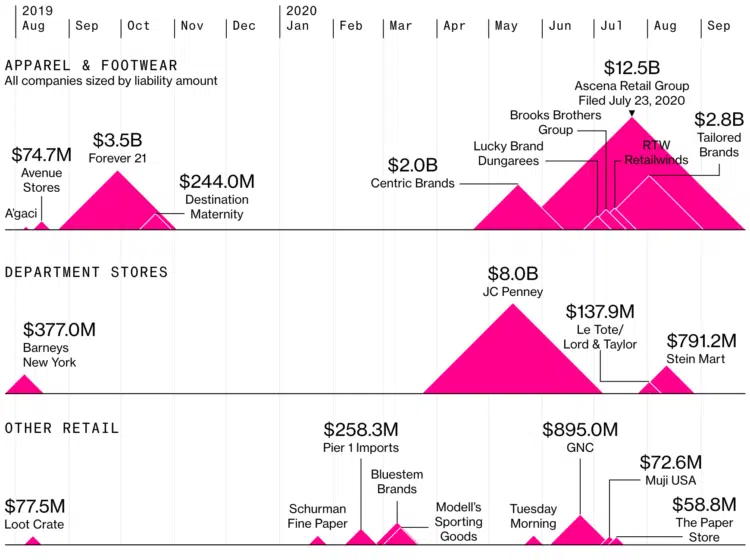 2019
2020
Aug
Sep
Oct
Nov
Dec
Jan
Feb
Mar
Apr
May
Jun
Jul
Aug
Sep
APPAREL & FOOTWEAR
All companies sized by liability amount
$12.5B
Ascena Retail Group
Filed July 23, 2020
$74.7M
Avenue
Stores
A'gaci
$3.5B
Forever 21
$244.0M
Destination
Maternity
$2.0B
Centric Brands
Lucky Brand
Dungarees
Brooks Brothers
Group
RTW
Retailwinds
$2.8B
Tailored
Brands
DEPARTMENT STORES
$377.0M
Barneys
New York
$8.0B
JC Penney
$137.9M
Le Tote/
Lord & Taylor
$791.2M
Stein Mart
OTHER RETAIL
$77.5M
Loot Crate
Schurman
Fine Paper
$258.3M
Pier 1 Imports
Bluestem
Brands
Modell's
Sporting
Goods
Tuesday
Morning
$895.0M
GNC
$72.6M
Muji USA
$58.8M
The Paper
Store